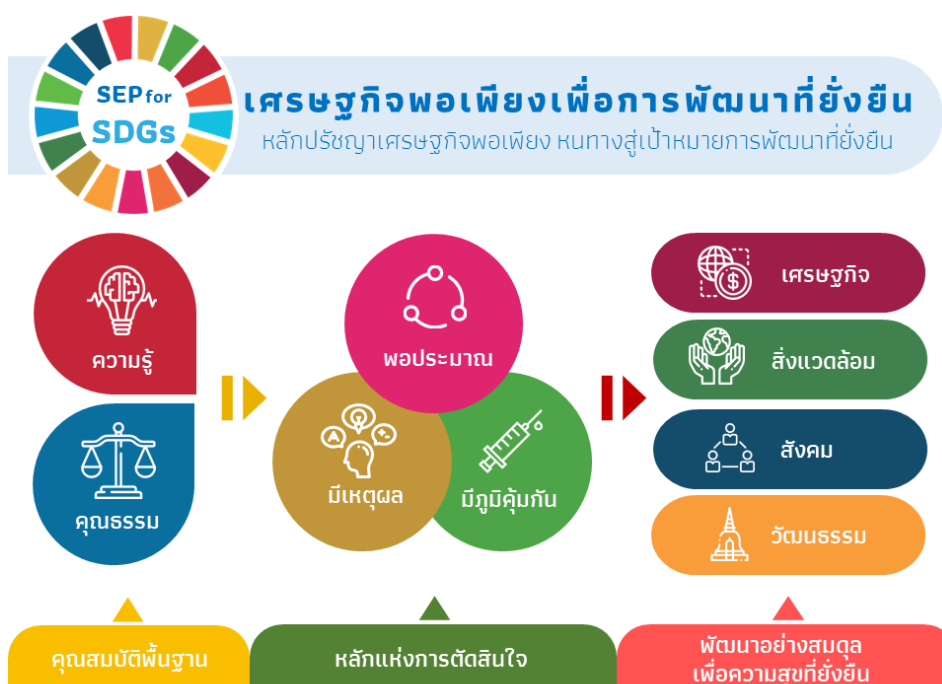 SEP for
SDGs
เศรษฐกิจพอเพียงเพื่อการพัฒนาที่ยั่งยืน
หลักปรัชญาเศรษฐกิจพอเพียง หนทางสู่เป้าหมายการพัฒนาที่ยั่งยืน
ความรู้
คุณธรรม
พอประมาณ
มีเหตุผล
มีภูมิคุ้มกัน
เศรษฐกิจ
สิ่งแวดล้อม
สังคม
วัฒนธรรม
คุณสมบัติพื้นฐาน
หลักแห่งการตัดสินใจ
พัฒนาอย่างสมดุล
เพื่อความสุขที่ยั่งยืน